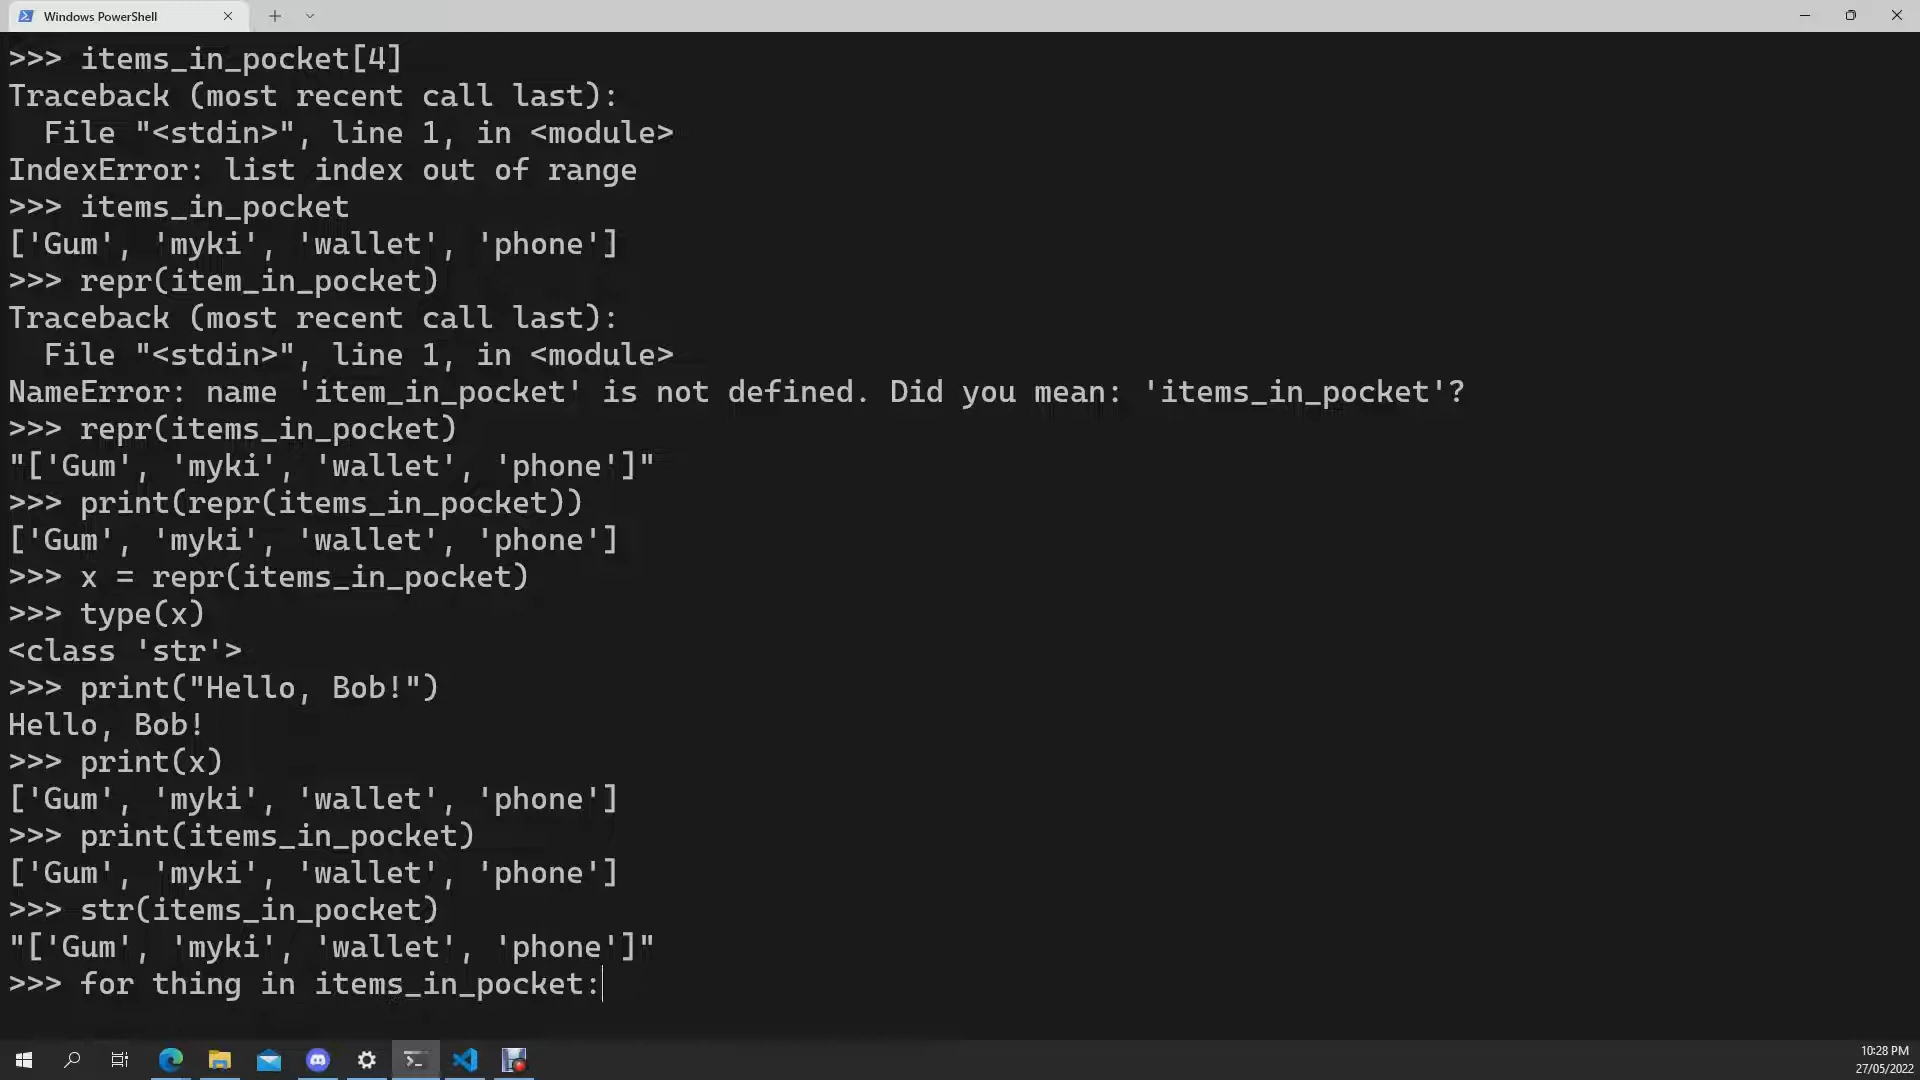 Windows PowerShell
>>> items_in_pocket[4]
Traceback (most recent call last):
  File "<stdin>", line 1, in <module>
IndexError: list index out of range
>>> items_in_pocket
['Gum', 'myki', 'wallet', 'phone']
>>> repr(item_in_pocket)
Traceback (most recent call last):
  File "<stdin>", line 1, in <module>
NameError: name 'item_in_pocket' is not defined. Did you mean: 'items_in_pocket'?
>>> repr(items_in_pocket)
"['Gum', 'myki', 'wallet', 'phone']"
>>> print(repr(items_in_pocket))
['Gum', 'myki', 'wallet', 'phone']
>>> x = repr(items_in_pocket)
>>> type(x)
<class 'str'>
>>> print("Hello, Bob!")
Hello, Bob!
>>> print(x)
['Gum', 'myki', 'wallet', 'phone']
>>> print(items_in_pocket)
['Gum', 'myki', 'wallet', 'phone']
>>> str(items_in_pocket)
"['Gum', 'myki', 'wallet', 'phone']"
>>> for thing in items_in_pocket:
10:28 PM
27/05/2022